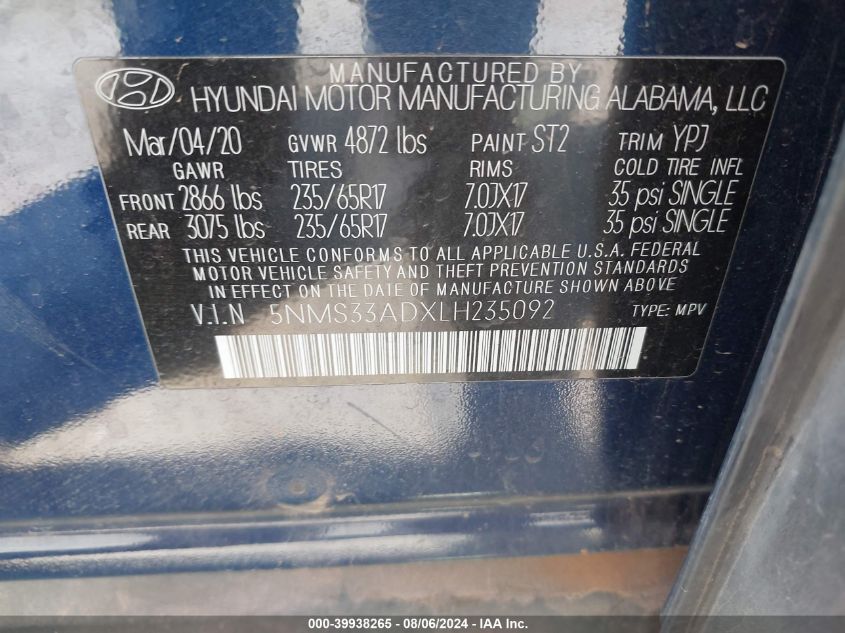 MANUFACTURED BY
HYUNDAI MOTOR MANUFACTURING ALABAMA, LLC
Mar/04/20 GVWR 4872 lbs PAINT ST2 TRIM YPJ
GAWR TIRES RIMS COLD TIRE INFL
FRONT 2866 lbs 235/65R17 7.0JX17 35 psi SINGLE
REAR 3075 lbs 235/65R17 7.0JX17 35 psi SINGLE
THIS VEHICLE CONFORMS TO ALL APPLICABLE U.S.A. FEDERAL
MOTOR VEHICLE SAFETY AND THEFT PREVENTION STANDARDS
IN EFFECT ON THE DATE OF MANUFACTURE SHOWN ABOVE
V.I.N 5NMS33ADXLH235092 TYPE: MPV
000-39938265 - 08/06/2024 - IAA Inc.